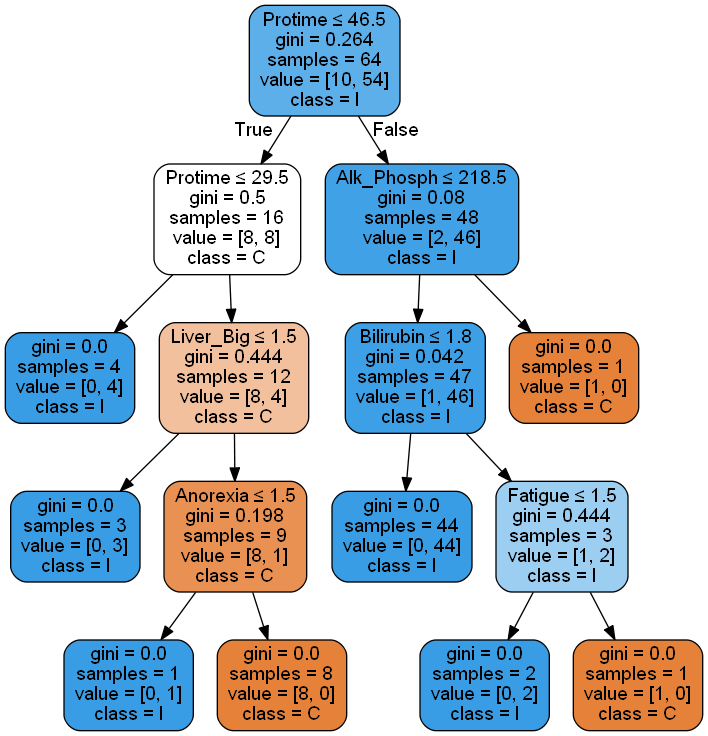 Protime ≤ 46.5
gini = 0.264
samples = 64
value = [10, 54]
class = I
True
False
Protime ≤ 29.5
gini = 0.5
samples = 16
value = [8, 8]
class = C
Alk_Phosph ≤ 218.5
gini = 0.08
samples = 48
value = [2, 46]
class = I
gini = 0.0
samples = 4
value = [0, 4]
class = I
Liver_Big ≤ 1.5
gini = 0.444
samples = 12
value = [8, 4]
class = C
Bilirubin ≤ 1.8
gini = 0.042
samples = 47
value = [1, 46]
class = I
gini = 0.0
samples = 1
value = [1, 0]
class = C
gini = 0.0
samples = 3
value = [0, 3]
class = I
Anorexia ≤ 1.5
gini = 0.198
samples = 9
value = [8, 1]
class = C
gini = 0.0
samples = 44
value = [0, 44]
class = I
Fatigue ≤ 1.5
gini = 0.444
samples = 3
value = [1, 2]
class = I
gini = 0.0
samples = 1
value = [0, 1]
class = I
gini = 0.0
samples = 8
value = [8, 0]
class = C
gini = 0.0
samples = 2
value = [0, 2]
class = I
gini = 0.0
samples = 1
value = [1, 0]
class = C